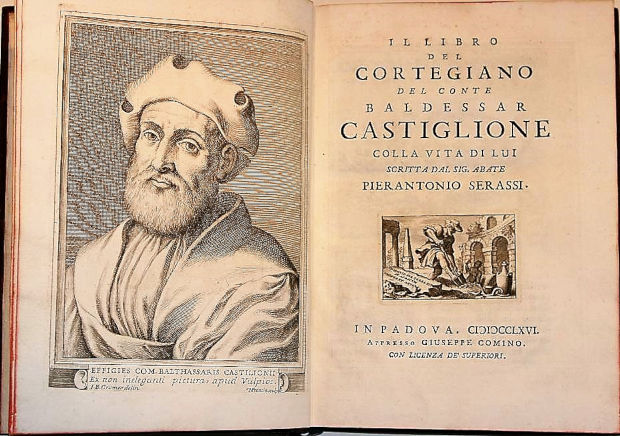 EFFIGIES COM. BALTHASSARIS CASTILIONII
Ex non ineleganti pictura, apud Vulpios.
IL LIBRO
DEL
CORTEGIANO
DEL CONTE
BALDESSAR
CASTIGLIONE
COLLA VITA DI LUI
SCRITTA DAL SIG. ABATE
PIERANTONIO SERASSI.
IN PADOVA. CIƆIƆCCLXVI.
APPRESSO GIUSEPPE COMINO.
CON LICENZA DE' SUPERIORI.